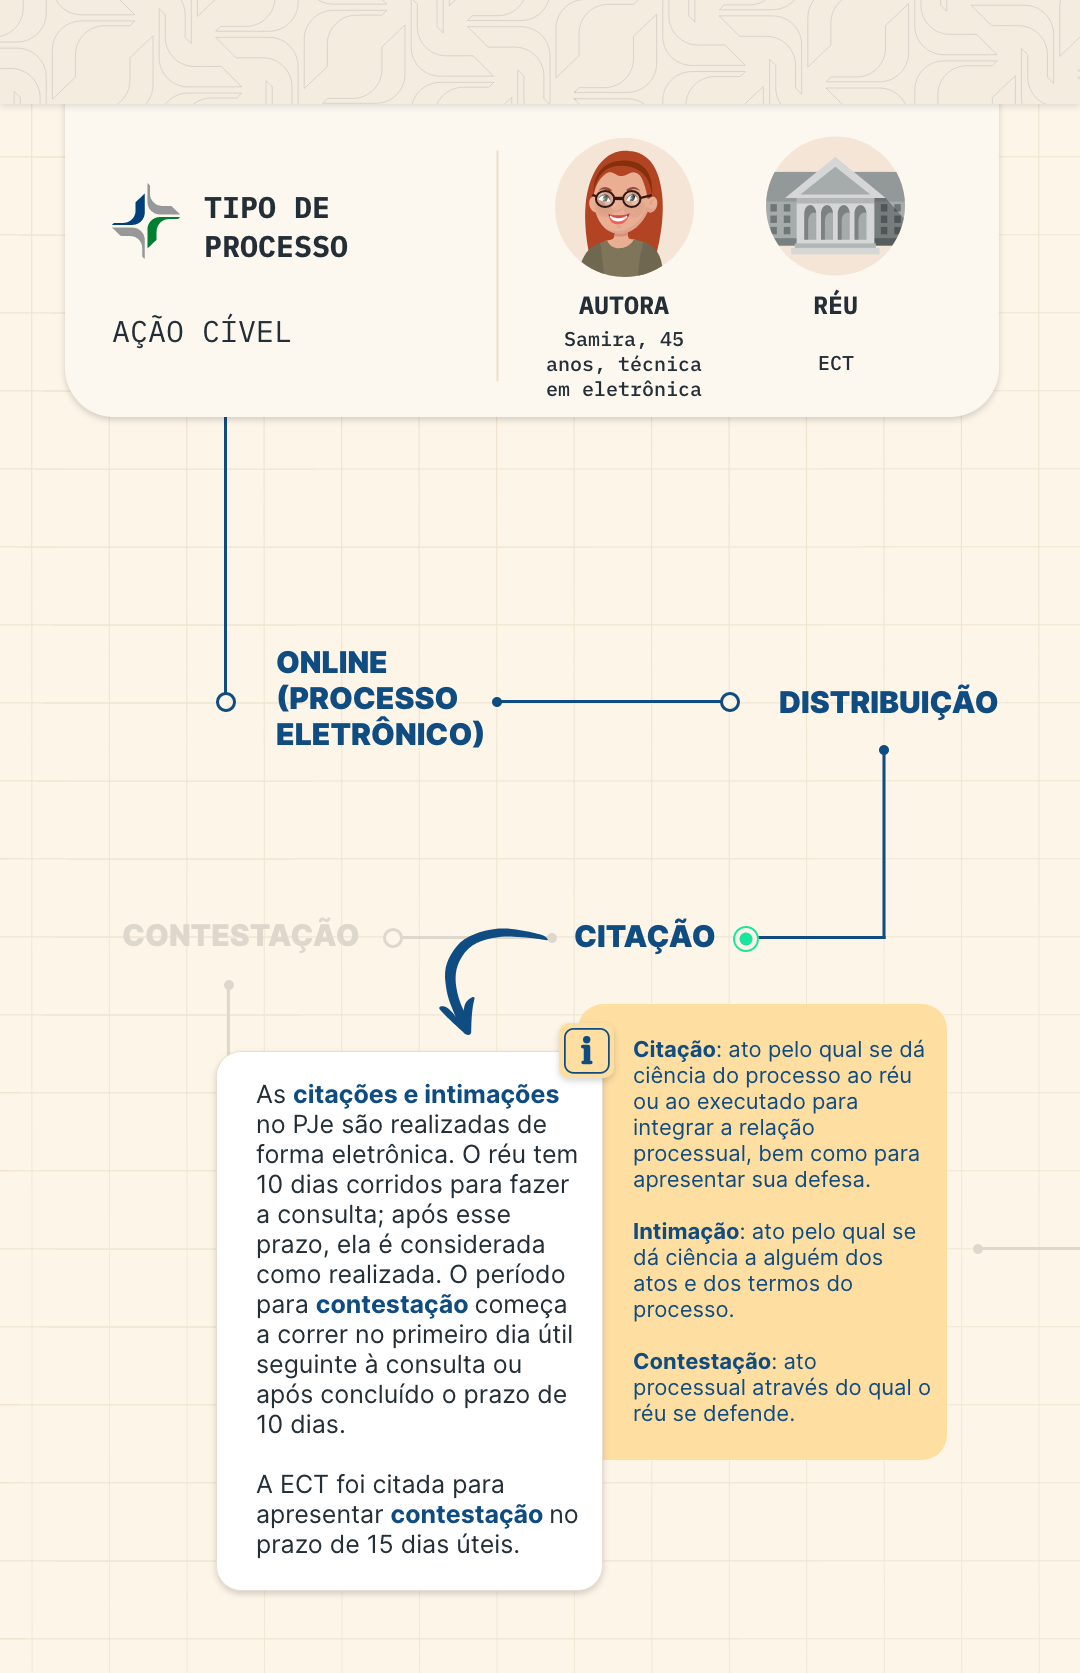 TIPO DE
PROCESSO
AÇÃO CÍVEL
AUTORA
Samira, 45
anos, técnica
em eletrônica
RÉU
ECT
ONLINE
(PROCESSO
ELETRÔNICO)
DISTRIBUIÇÃO
CONTESTAÇÃO
CITAÇÃO
As citações e intimações
no PJe são realizadas de
forma eletrônica. O réu tem
10 dias corridos para fazer
a consulta; após esse
prazo, ela é considerada
como realizada. O período
para contestação começa
a correr no primeiro dia útil
seguinte à consulta ou
após concluído o prazo de
10 dias.
A ECT foi citada para
apresentar contestação no
prazo de 15 dias úteis.
i
Citação: ato pelo qual se dá
ciência do processo ao réu
ou ao executado para
integrar a relação
processual, bem como para
apresentar sua defesa.
Intimação: ato pelo qual se
dá ciência a alguém dos
atos e dos termos do
processo.
Contestação: ato
processual através do qual o
réu se defende.